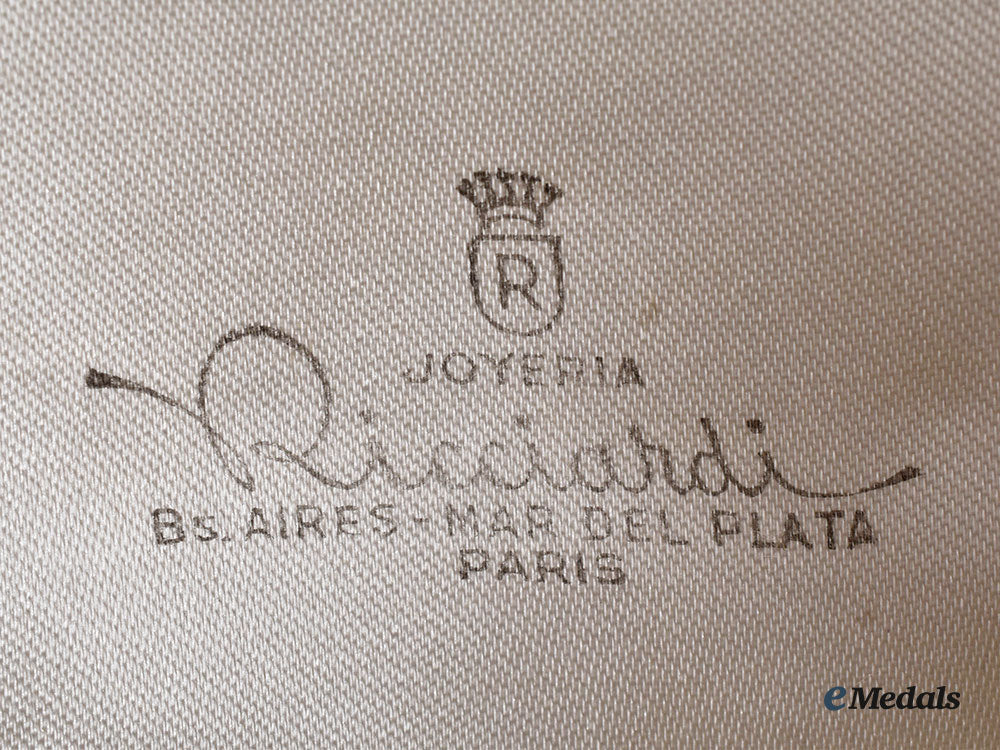 R
JOYERIA
Ricciardi
Bs. AIRES - MAR DEL PLATA
PARIS
eMedals